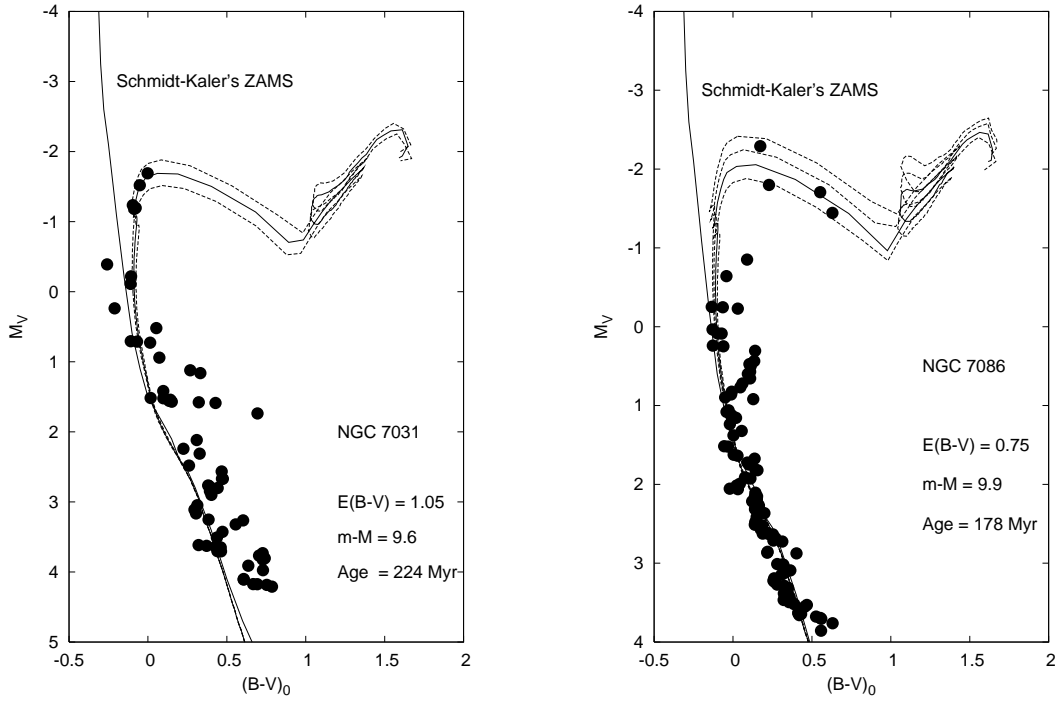 -4
-3
-2
-1
0
1
2
3
4
5
-0.5
0
0.5
1
1.5
2
M_V
(B-V)_0
Schmidt-Kaler's ZAMS
NGC 7031
E(B-V) = 1.05
m-M = 9.6
Age = 224 Myr
-4
-3
-2
-1
0
1
2
3
4
-0.5
0
0.5
1
1.5
2
M_V
(B-V)_0
Schmidt-Kaler's ZAMS
NGC 7086
E(B-V) = 0.75
m-M = 9.9
Age = 178 Myr